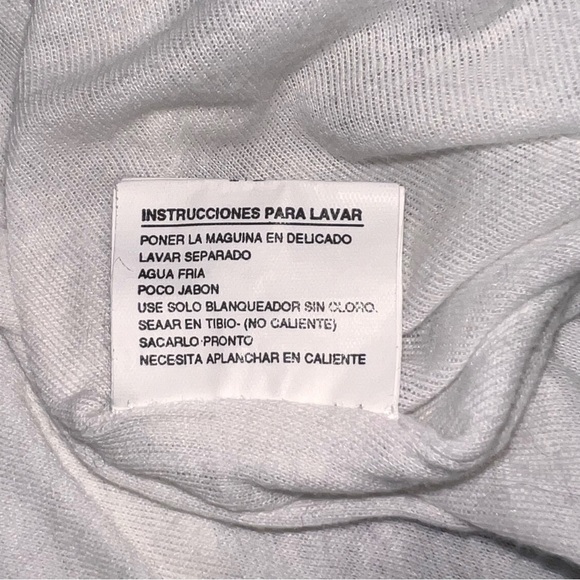 INSTRUCCIONES PARA LAVAR
PONER LA MAGUINA EN DELICADO
LAVAR SEPARADO
AGUA FRIA
POCO JABON
USE SOLO BLANQUEADOR SIN CLORO.
SEAAR EN TIBIO- (NO CALIENTE)
SACARLO PRONTO
NECESITA APLANCHAR EN CALIENTE